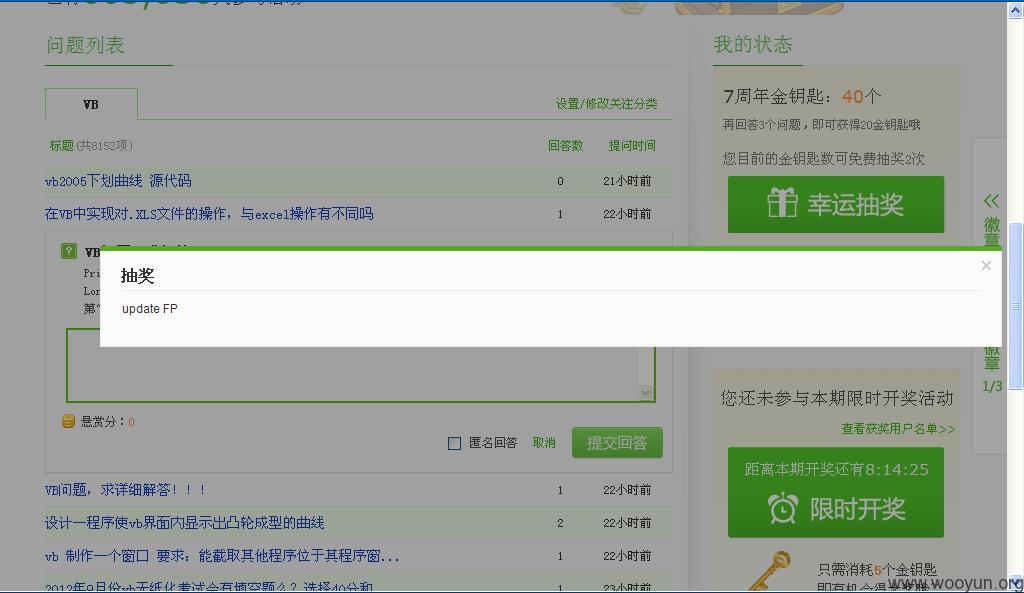 问题列表
我的状态
VB
设置/修改关注分类
标题(共8152项)
回答数
提问时间
vb2005下划曲线 源代码
0
21小时前
在VB中实现对.XLS文件的操作，与excel操作有不同吗
1
22小时前
VB
Pri
Lon
第
抽奖
×
update FP
悬赏分：0
匿名回答
取消
提交回答
VB问题，求详细解答！！！
1
22小时前
设计一程序使vb界面内显示出凸轮成型的曲线
2
22小时前
vb 制作一个窗口 要求：能截取其他程序位于其程序窗...
1
22小时前
2012年9月份vb无纸化考试会有填空题么？选择40分和
1
23小时前
7周年金钥匙：40个
再回答3个问题，即可获得20金钥匙哦
您目前的金钥匙数可免费抽奖2次
幸运抽奖
徽章
徽章
1/3
您还未参与本期限时开奖活动
查看获奖用户名单>>
距离本期开奖还有8:14:25
限时开奖
只需消耗5个金钥匙
www.wooyun.org